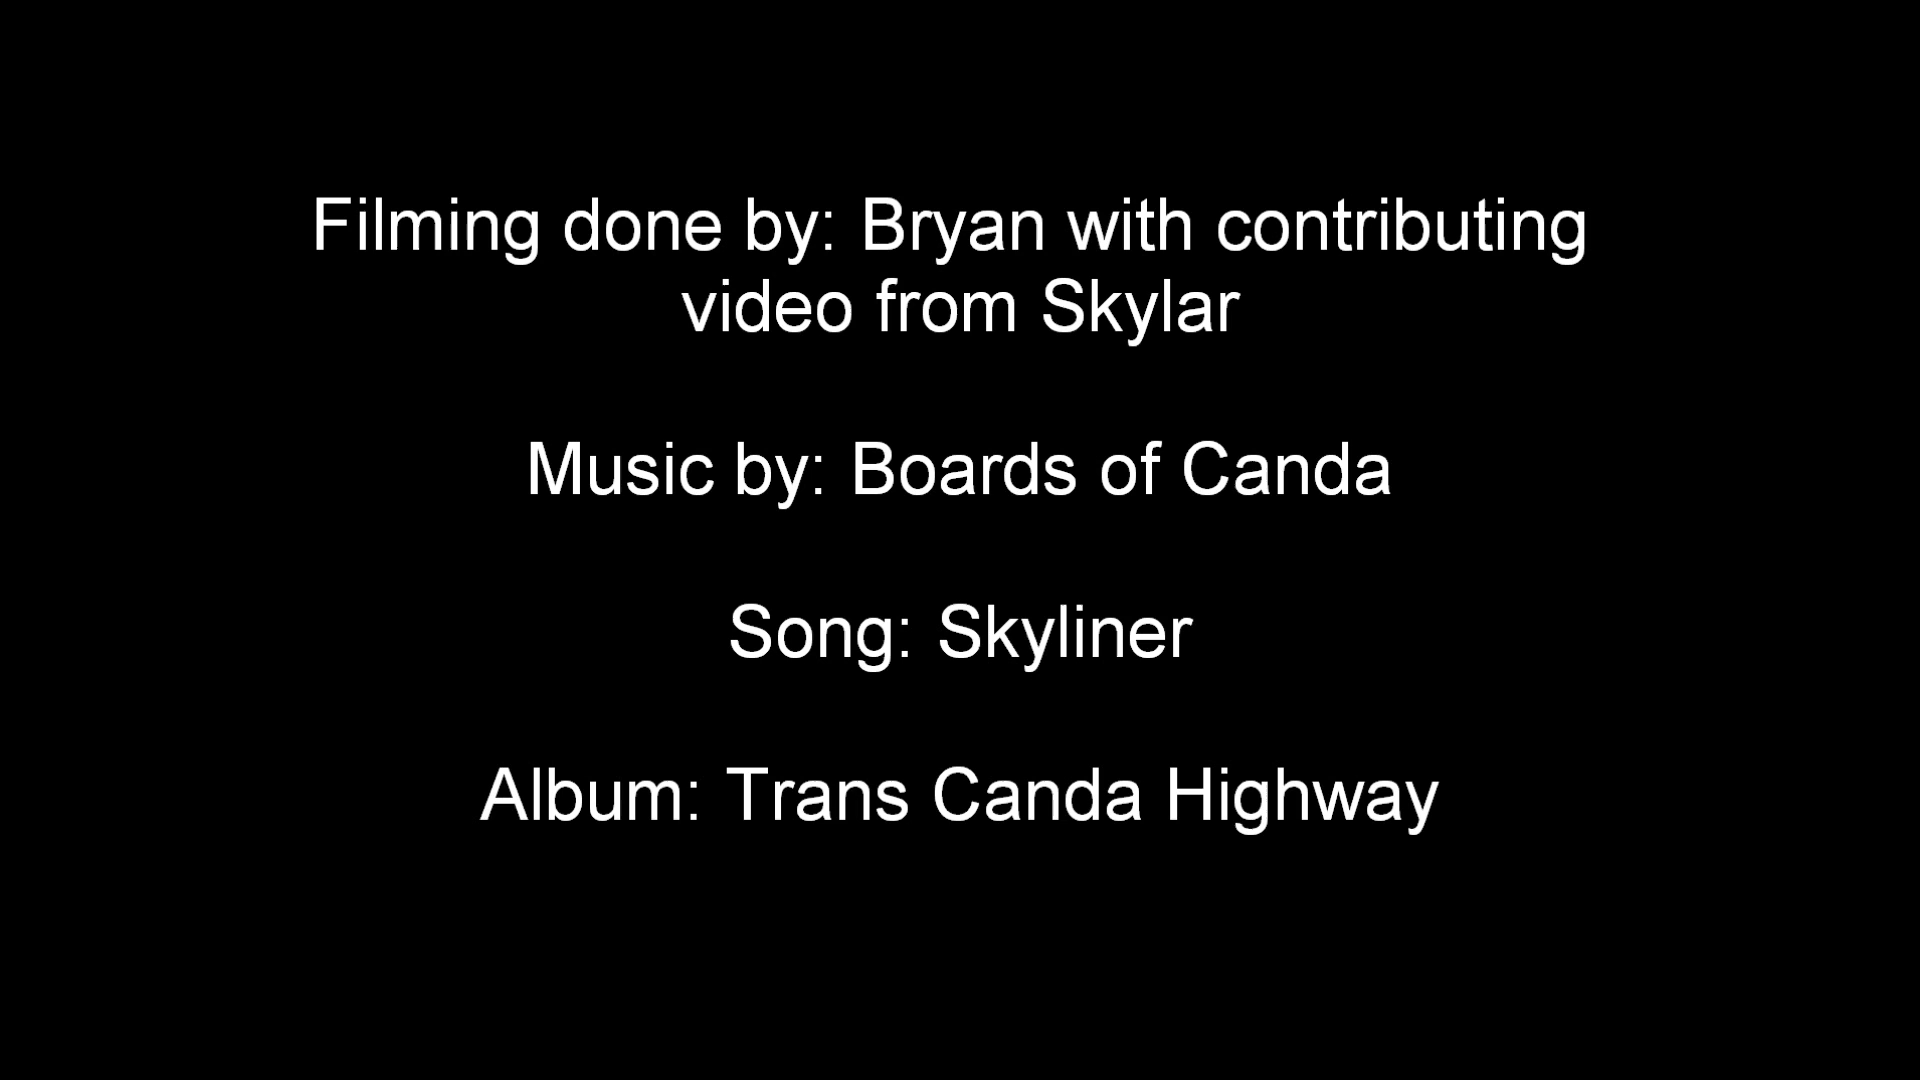 Filming done by: Bryan with contributing
video from Skylar
Music by: Boards of Canda
Song: Skyliner
Album: Trans Canda Highway